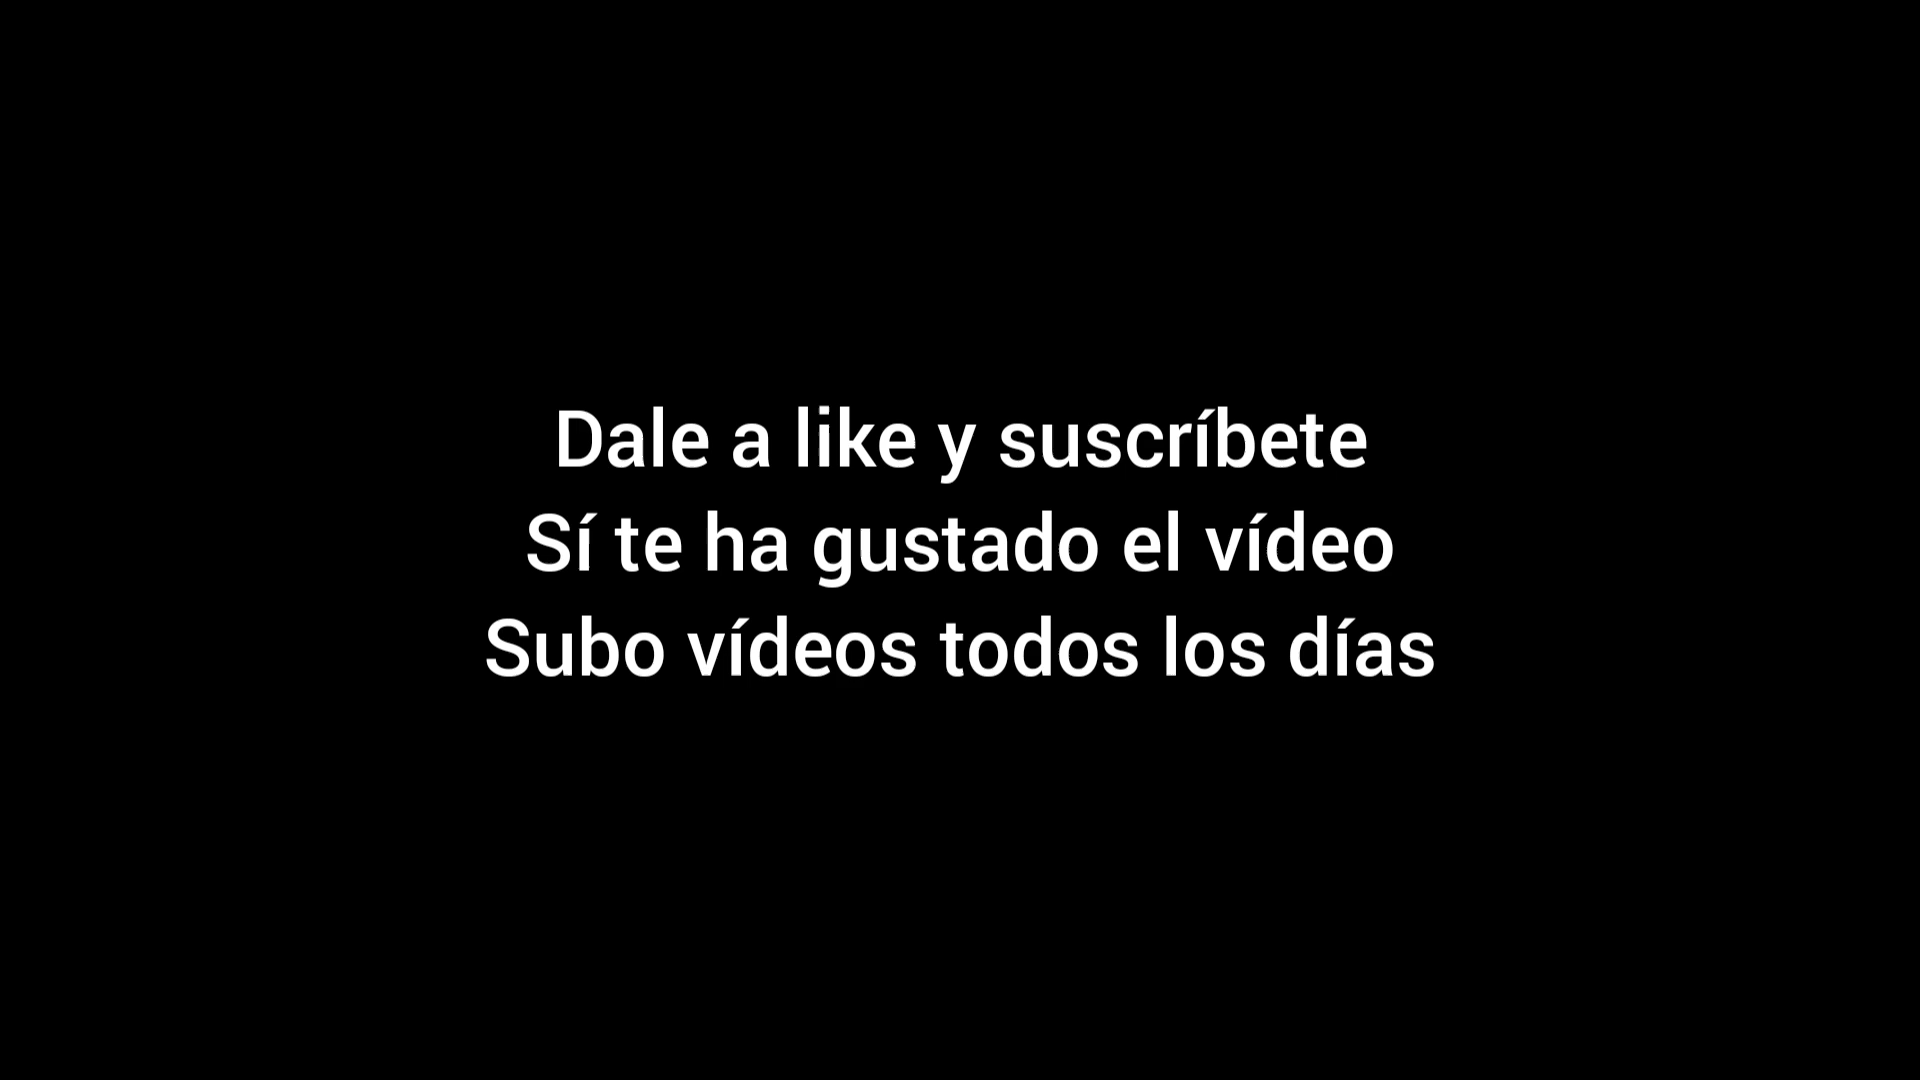 Dale a like y suscríbete
Sí te ha gustado el vídeo
Subo vídeos todos los días